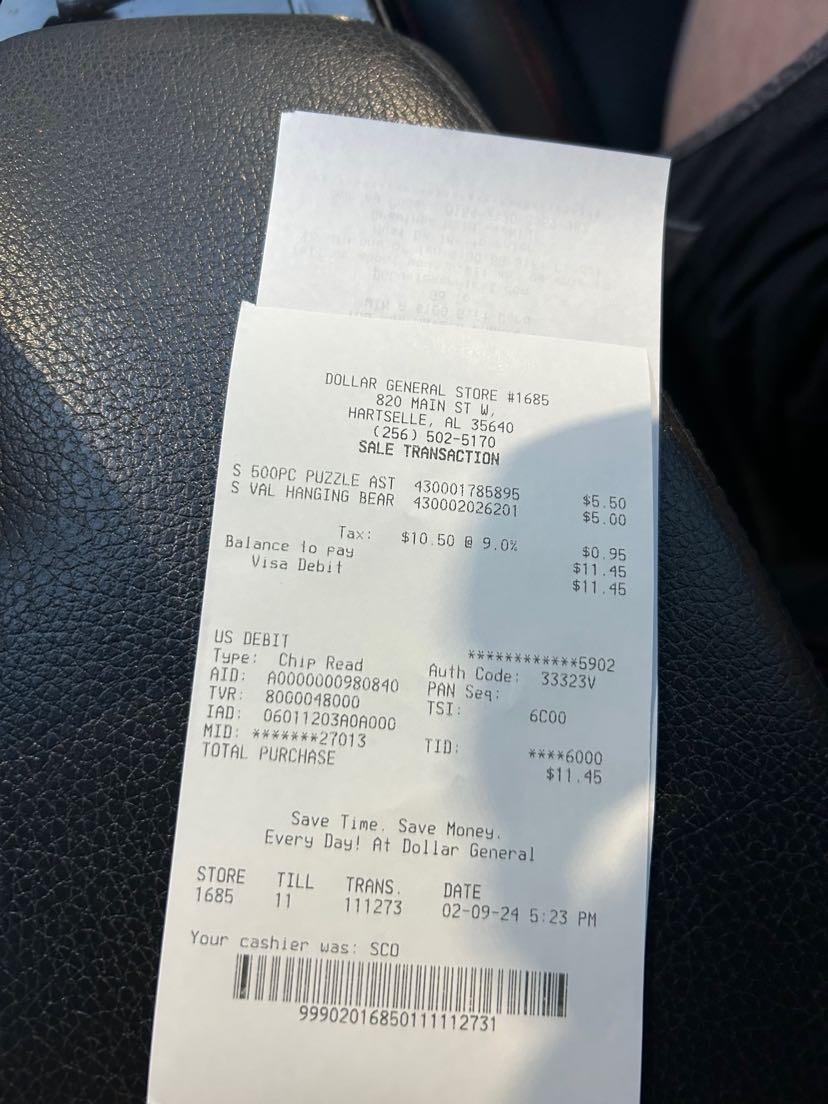 DOLLAR GENERAL STORE #1685
820 MAIN ST W,
HARTSELLE, AL 35640
(256) 502-5170
SALE TRANSACTION
S 500PC PUZZLE AST 430001785895 $5.50
S VAL HANGING BEAR 430002026201 $5.00
Tax: $10.50 @ 9.0% $0.95
Balance to pay $11.45
Visa Debit $11.45
US DEBIT ************5902
Type: Chip Read Auth Code: 33323V
AID: A0000000980840 PAN Seq:
TVR: 8000048000 TSI: 6C00
IAD: 06011203A0A000
MID: *******27013 TID: ****6000
TOTAL PURCHASE $11.45
Save Time. Save Money.
Every Day! At Dollar General
STORE TILL TRANS. DATE
1685 11 111273 02-09-24 5:23 PM
Your cashier was: SCO
99902016850111112731